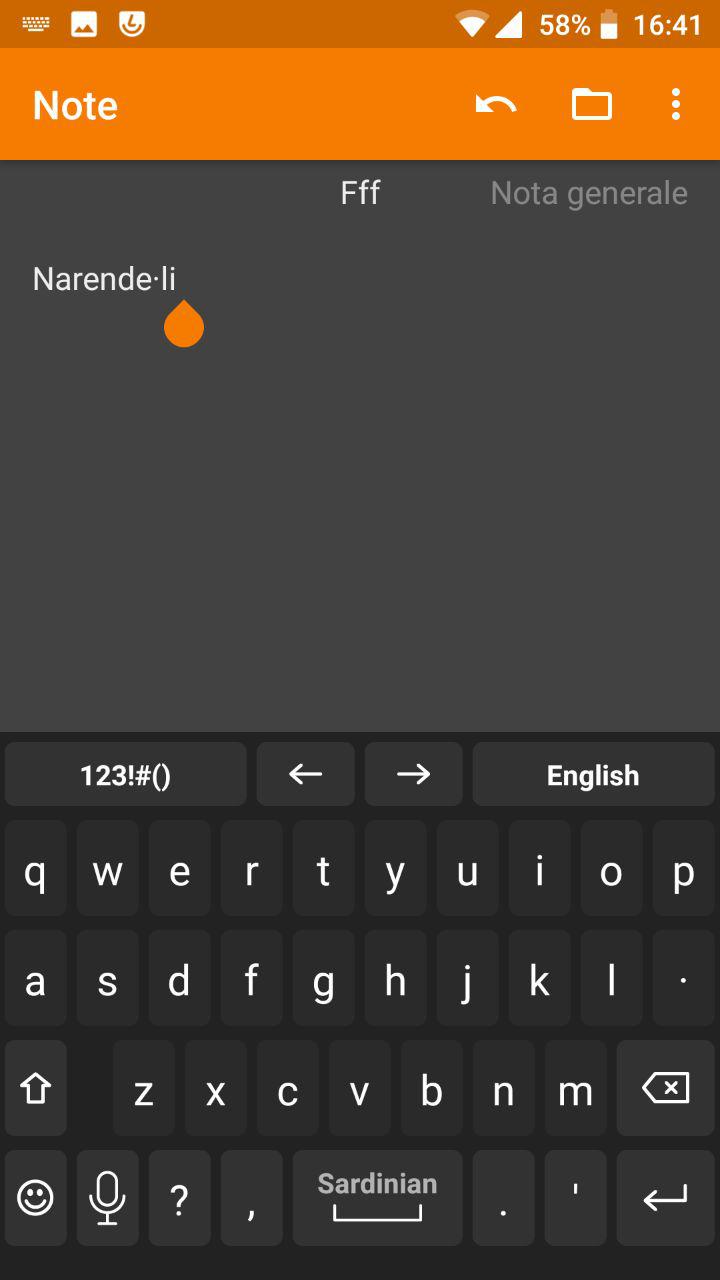 58% 16:41
Note
Fff Nota generale
Narende·li
123!#() ← → English
q w e r t y u i o p
a s d f g h j k l ·
z x c v b n m
? , Sardinian . '